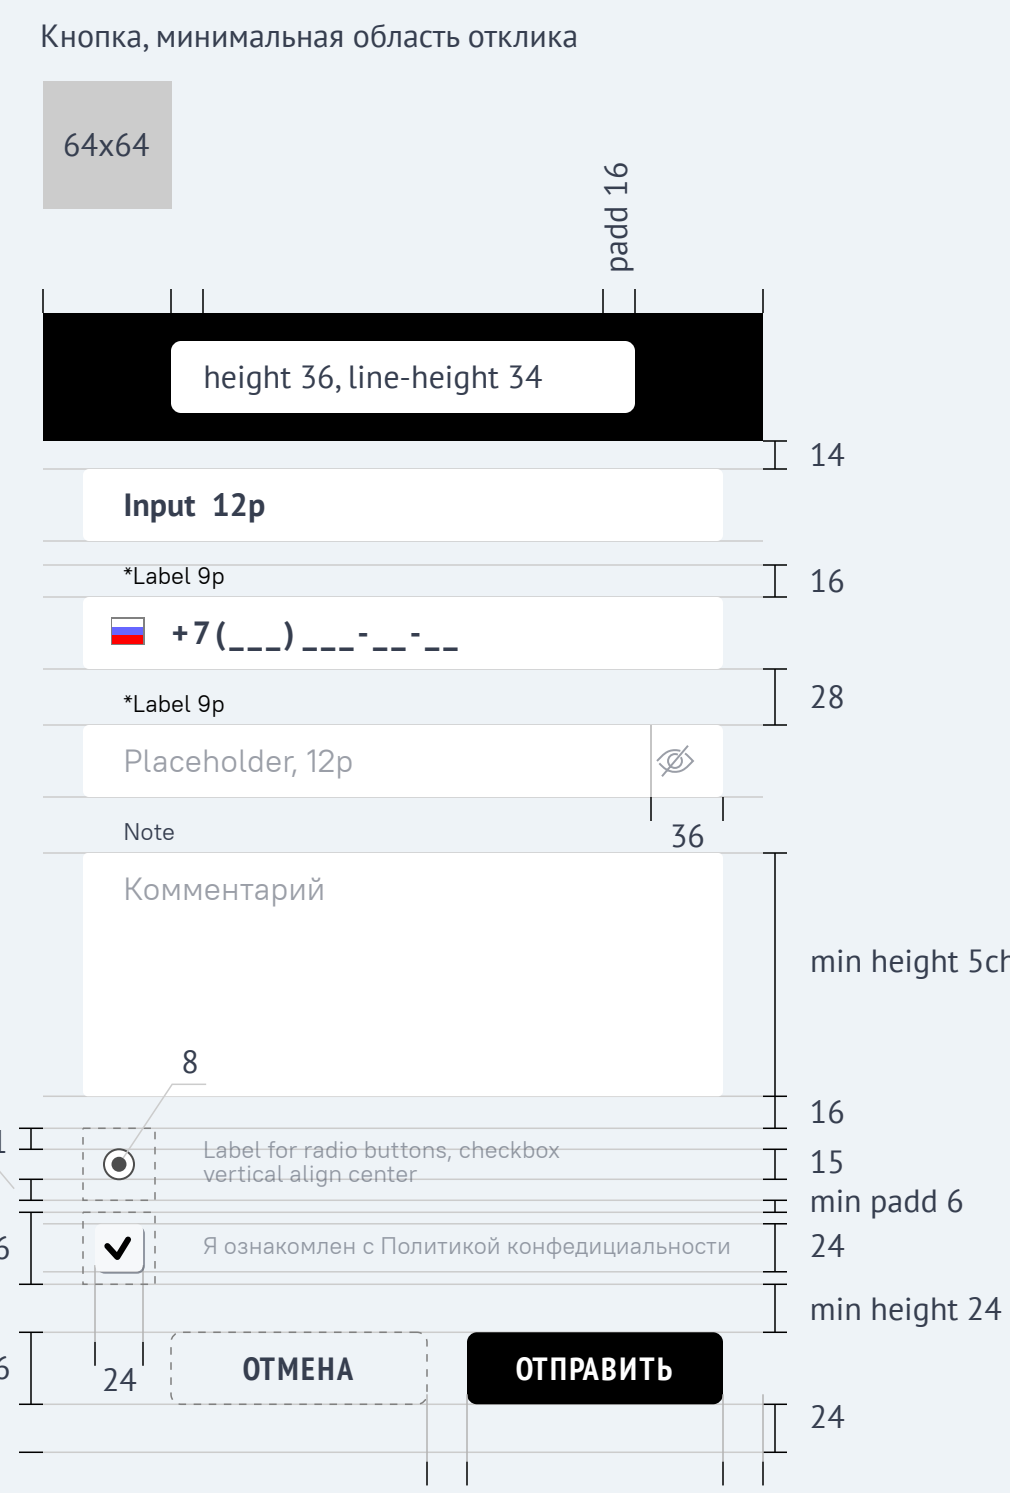 Кнопка, минимальная область отклика
64x64
padd 16
height 36, line-height 34
14
Input 12p
*Label 9p
16
+7(___) ___-__-__
*Label 9p
28
Placeholder, 12p
Note
36
Комментарий
min height 5ch
8
16
Label for radio buttons, checkbox
vertical align center
15
min padd 6
6
Я ознакомлен с Политикой конфедициальности
24
min height 24
6
24
ОТМЕНА
ОТПРАВИТЬ
24